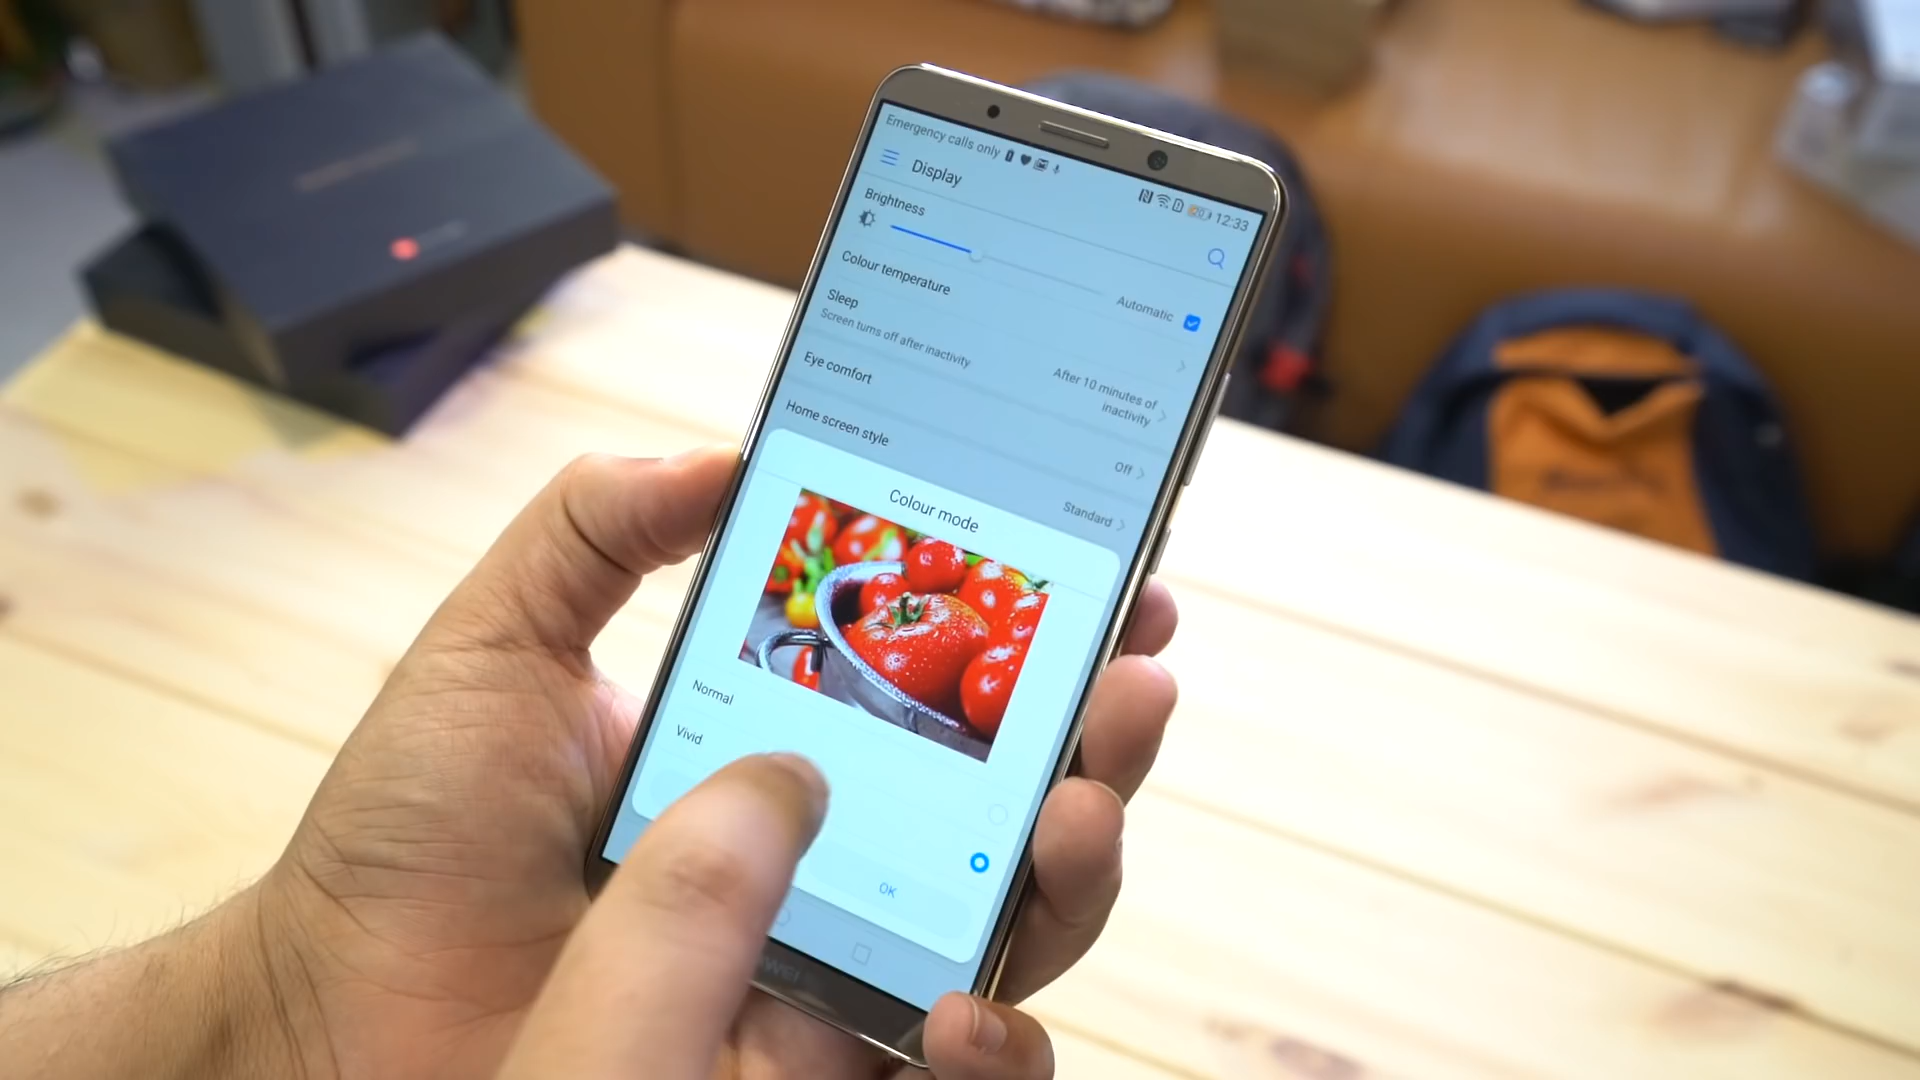 Emergency calls only
12:33
Display
Brightness
Automatic
Colour temperature
Sleep
Screen turns off after inactivity
After 10 minutes of
inactivity
Eye comfort
Off
Home screen style
Standard
Colour mode
Normal
Vivid
OK